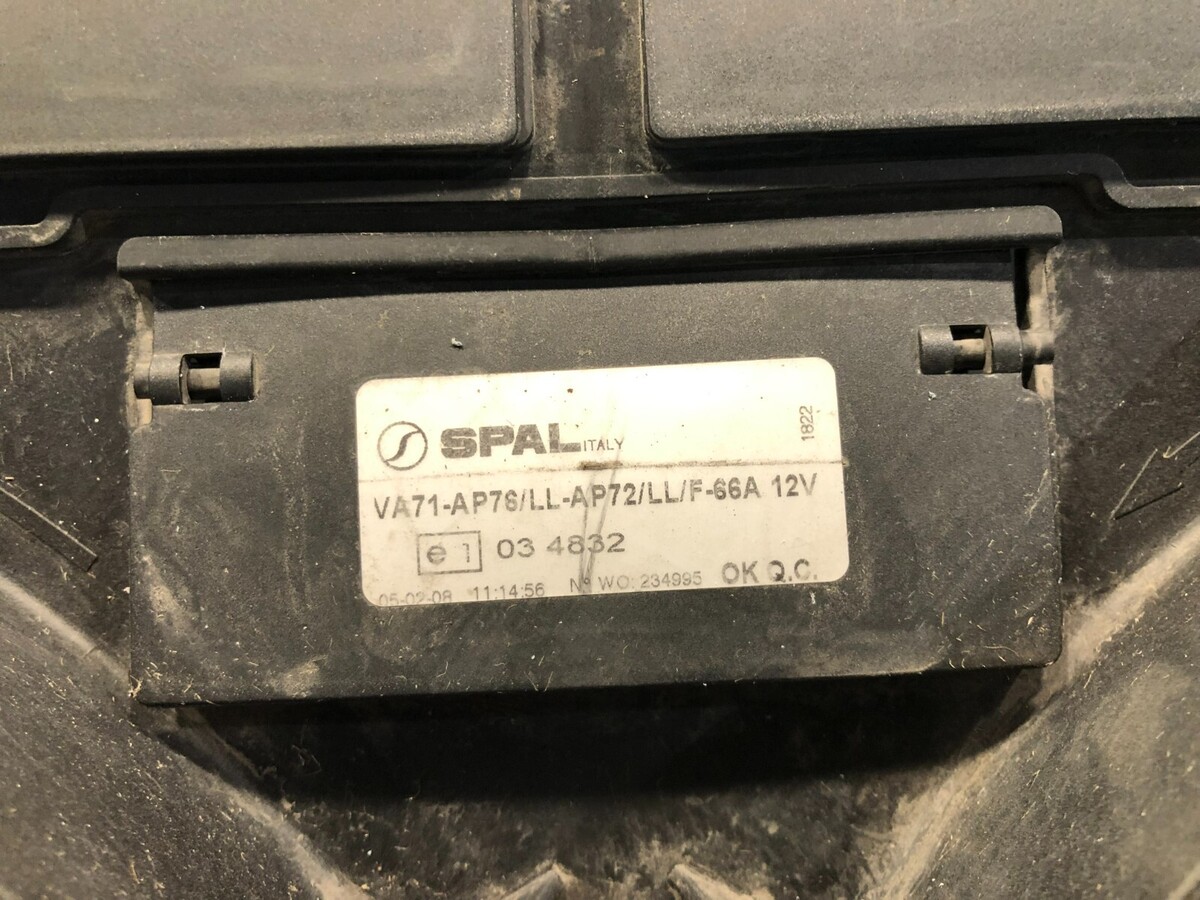 SPAL ITALY
1822
VA71-AP76/LL-AP72/LL/F-66A 12V
e1 03 4832
05-02-08 11:14:56 N° WO: 234995 OK Q.C.